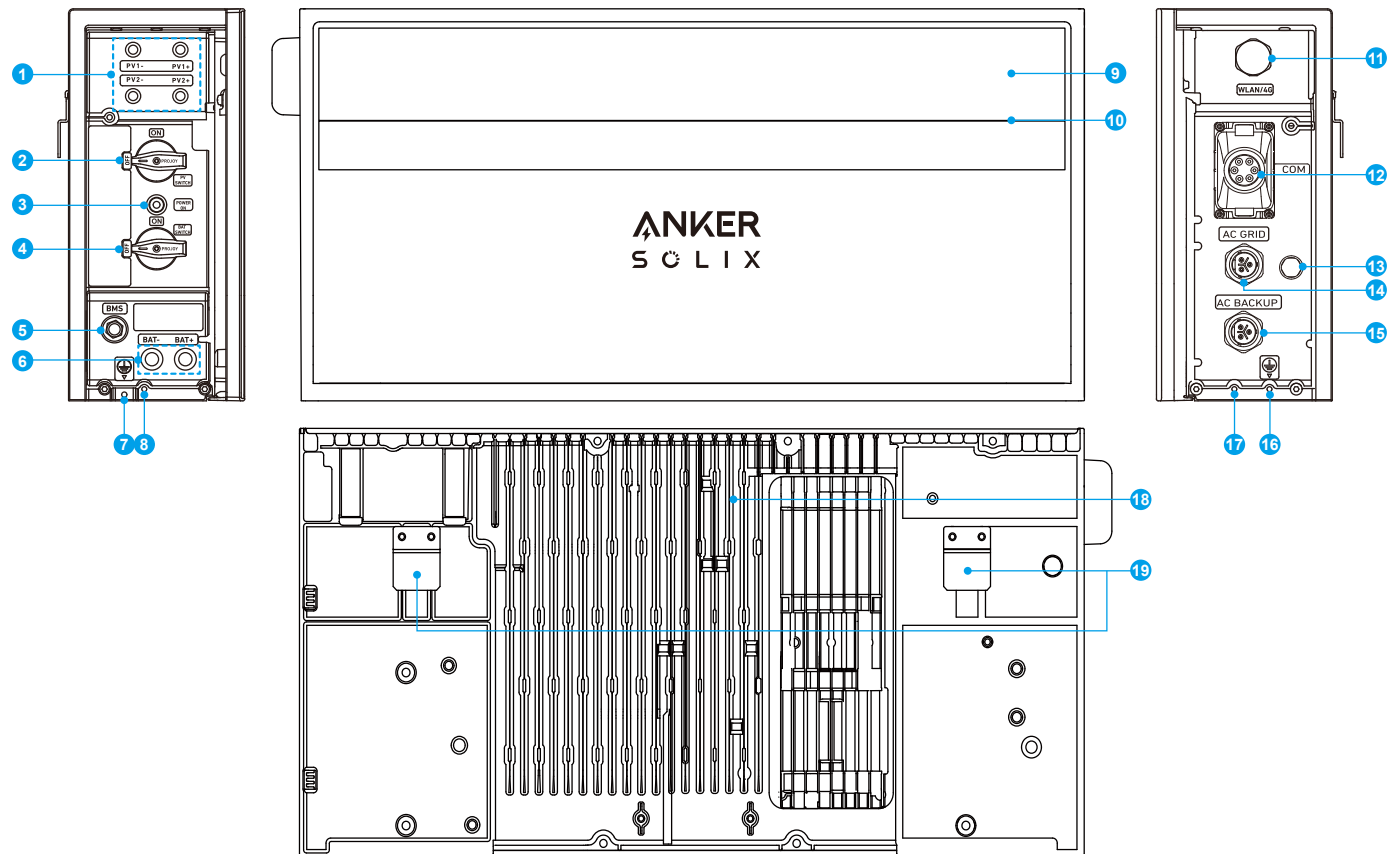 1
PV1- PV1+
PV2- PV2+
ON
2
OFF
PROJOY
PV
SWITCH
3
POWER
ON
ON
BAT
SWITCH
4
OFF
PROJOY
5
BMS
6
BAT- BAT+
7 8
ANKER
SOLIX
9
10
11
WLAN/4G
COM
12
AC GRID
13
14
AC BACKUP
15
17 16
18
19